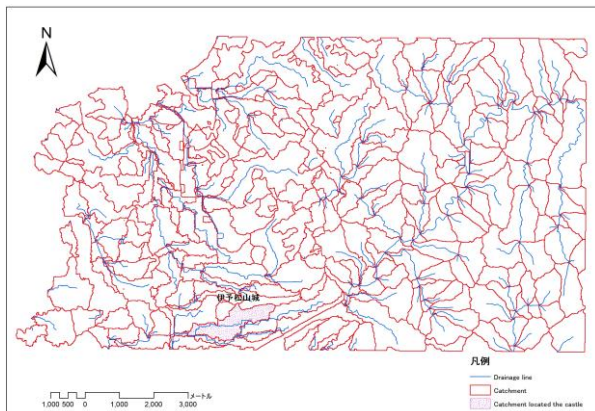 N
伊予松山城
凡例
Drainage line
Catchment
Catchment located the castle
1,000 500 0 1,000 2,000 3,000 メートル